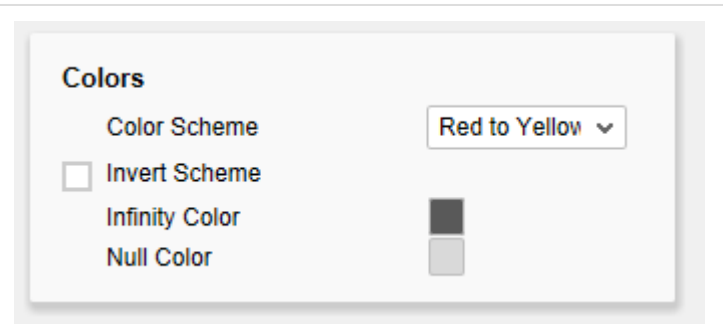 Colors
Color Scheme Red to Yellow
Invert Scheme
Infinity Color
Null Color